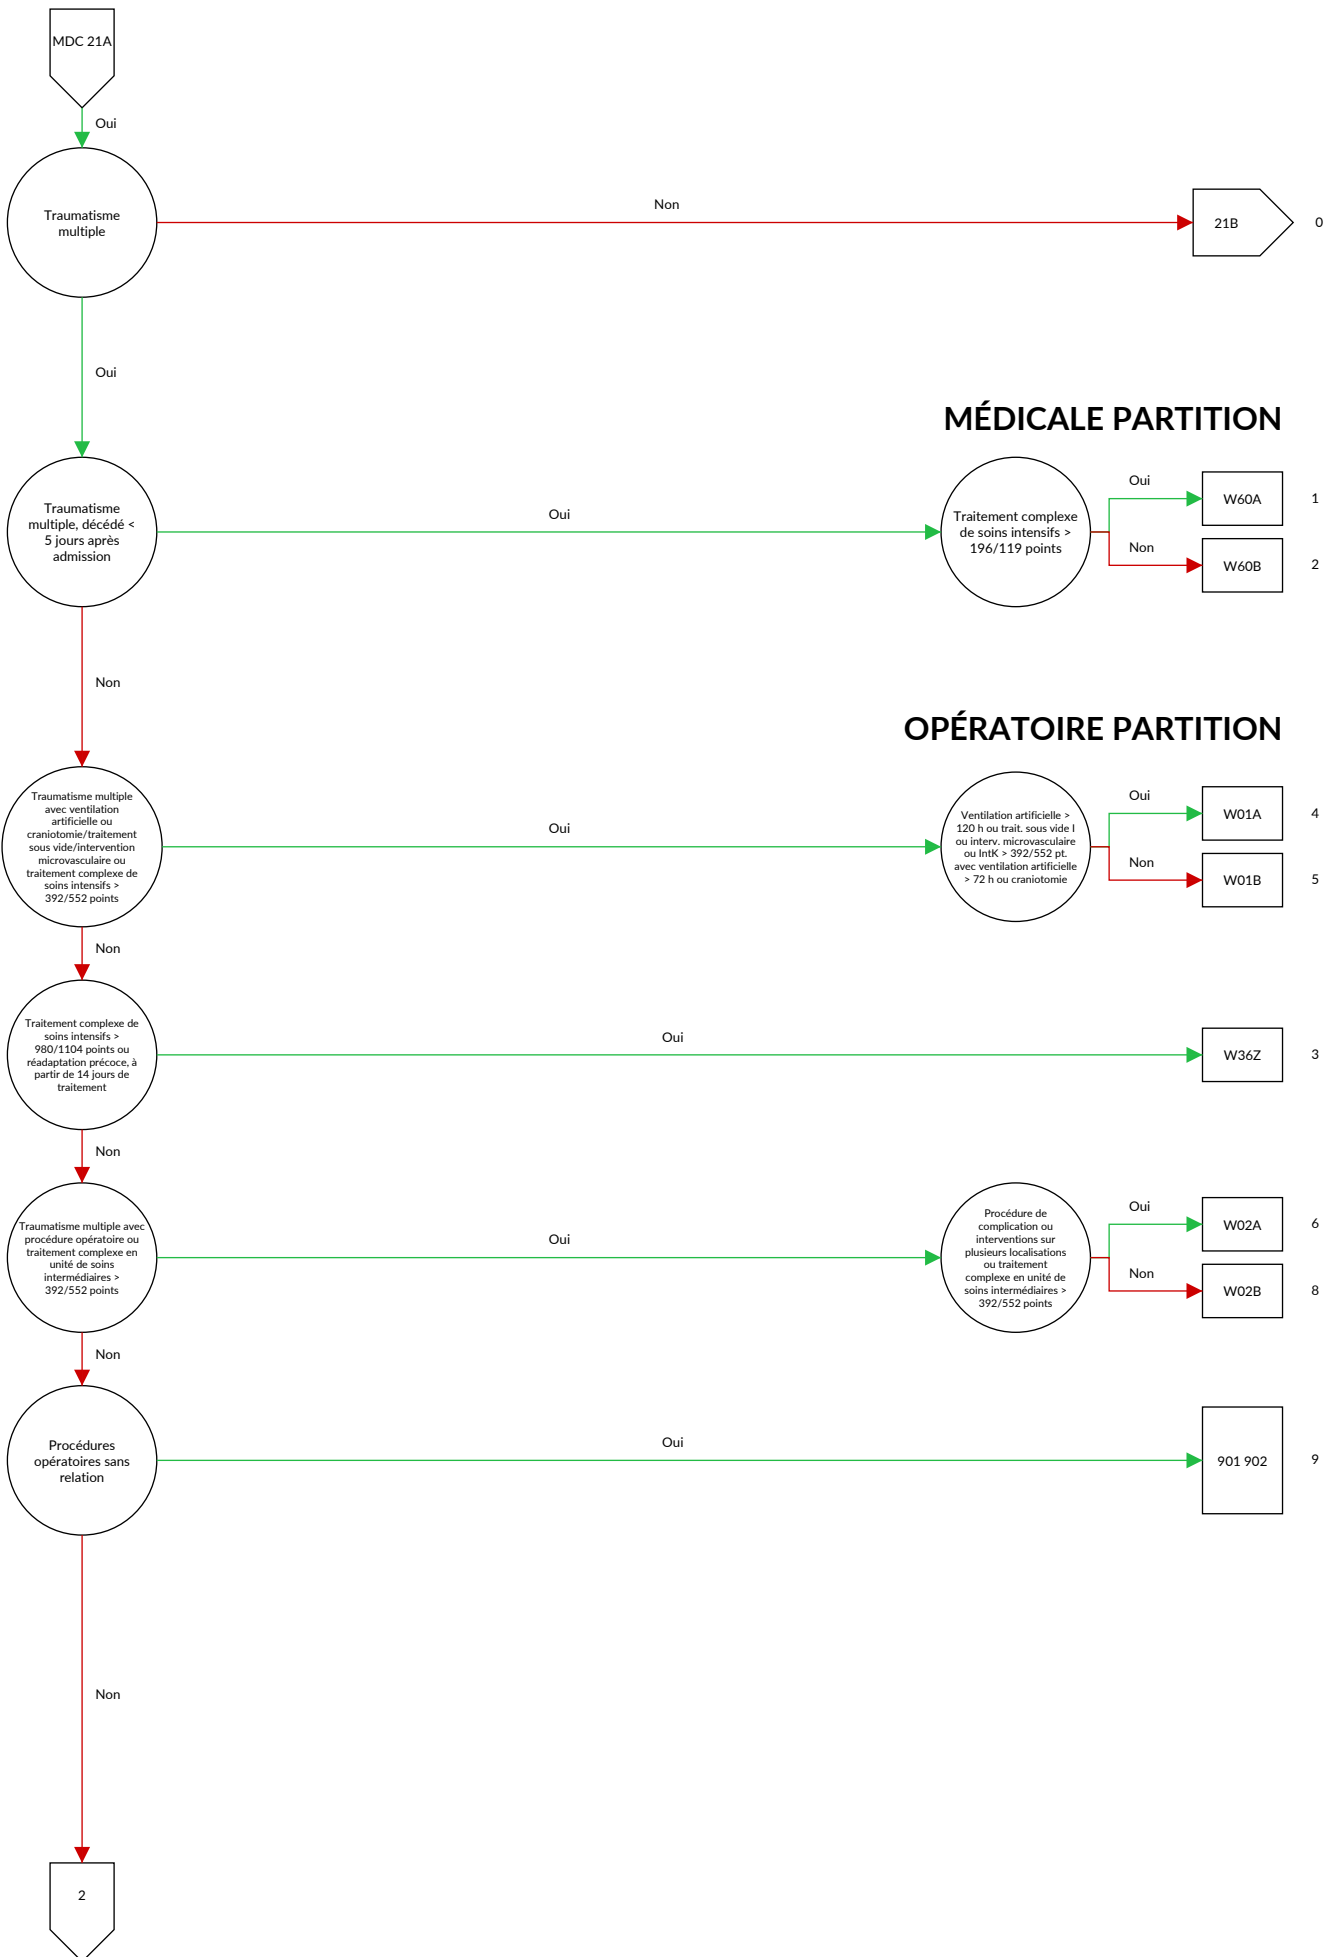 MDC 21A
Oui
Traumatisme
multiple
Non
21B
0
Oui
MÉDICALE PARTITION
Traumatisme
multiple, décédé <
5 jours après
admission
Oui
Traitement complexe
de soins intensifs >
196/119 points
Oui
W60A
1
Non
W60B
2
Non
OPÉRATOIRE PARTITION
Traumatisme multiple
avec ventilation
artificielle ou
craniotomie/traitement
sous vide/intervention
microvasculaire ou
traitement complexe de
soins intensifs >
392/552 points
Oui
Ventilation artificielle >
120 h ou trait. sous vide I
ou interv. microvasculaire
ou IntK > 392/552 pt.
avec ventilation artificielle
> 72 h ou craniotomie
Oui
W01A
4
Non
W01B
5
Non
Traitement complexe de
soins intensifs >
980/1104 points ou
réadaptation précoce, à
partir de 14 jours de
traitement
Oui
W36Z
3
Non
Traumatisme multiple avec
procédure opératoire ou
traitement complexe en
unité de soins
intermédiaires >
392/552 points
Oui
Procédure de
complication ou
interventions sur
plusieurs localisations
ou traitement
complexe en unité de
soins intermédiaires >
392/552 points
Oui
W02A
6
Non
W02B
8
Non
Procédures
opératoires sans
relation
Oui
901 902
9
Non
2